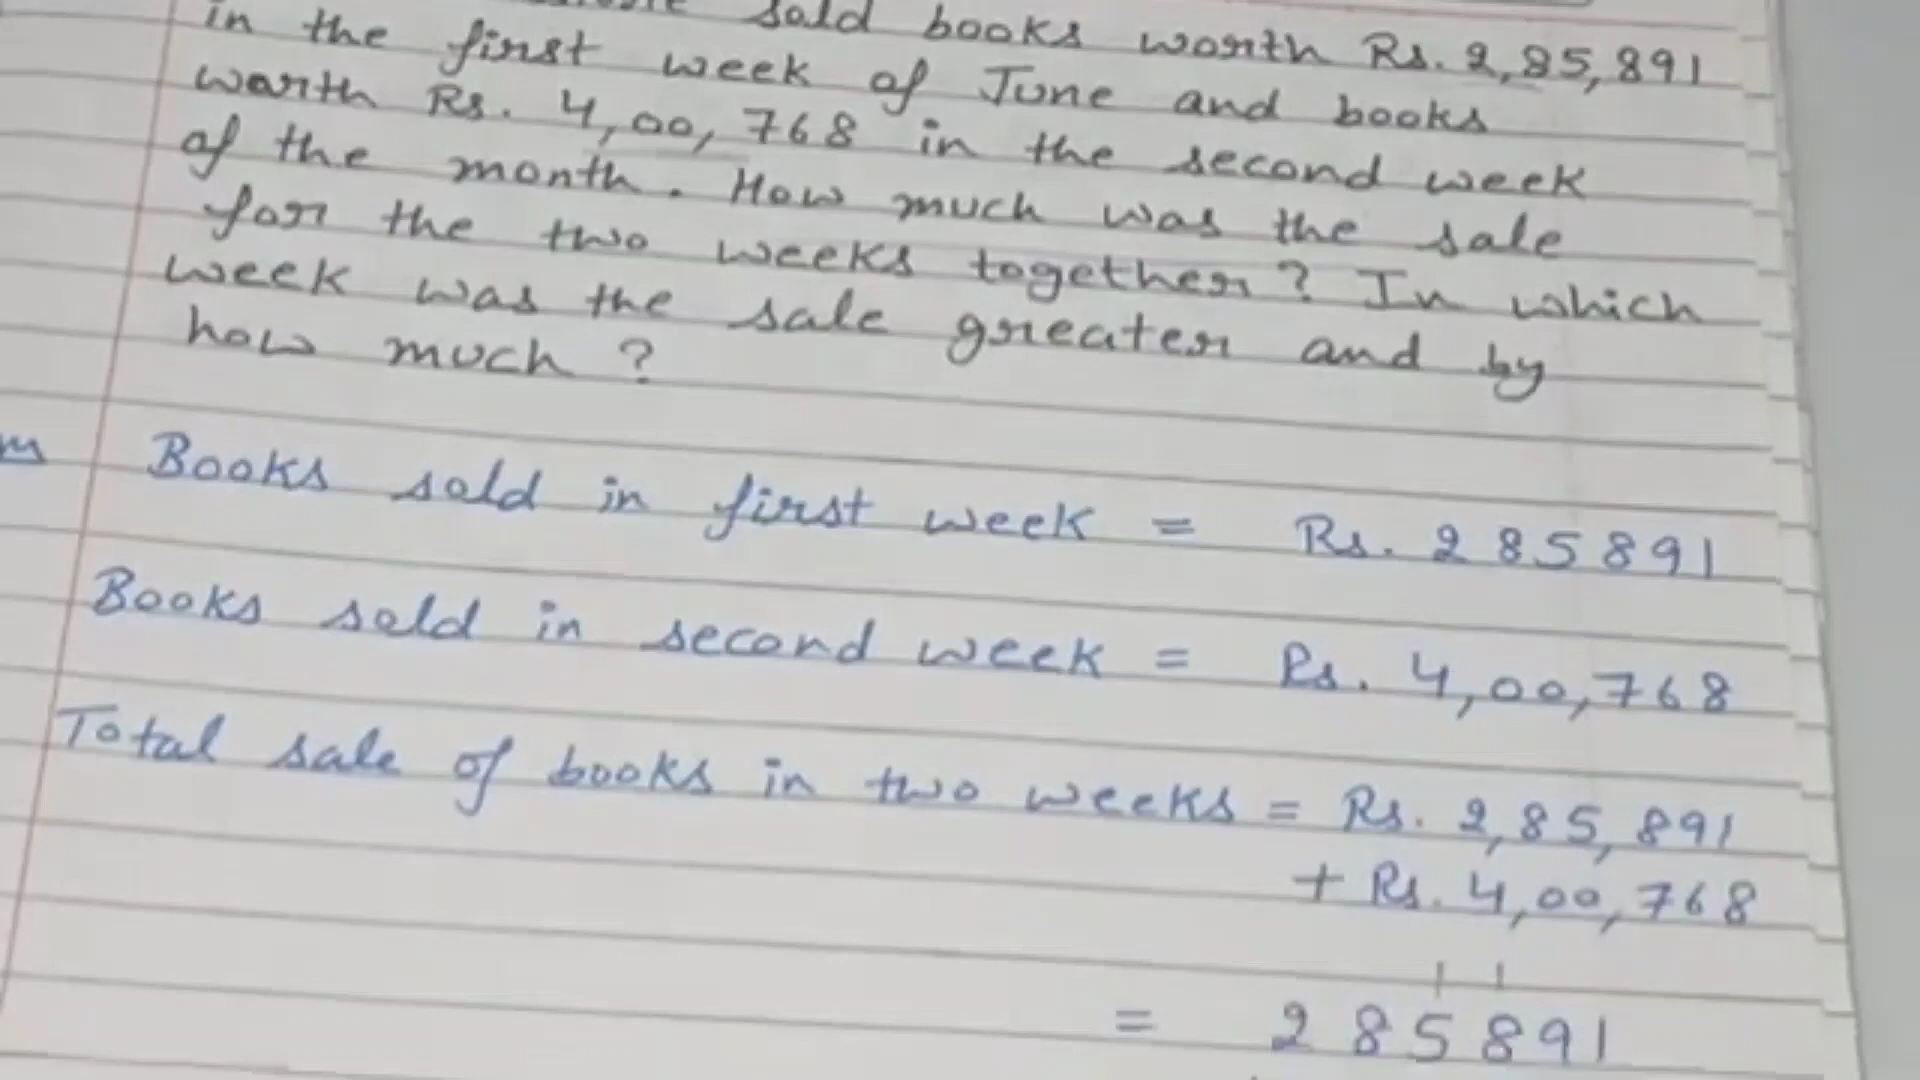 sold books worth Rs. 2,85,891
in the first week of June and books
worth Rs. 4,00,768 in the second week
of the month. How much was the sale
for the two weeks together? In which
week was the sale greater and by
how much?
Books sold in first week = Rs. 285891
Books sold in second week = Rs. 4,00,768
Total sale of books in two weeks = Rs. 2,85,891
+ Rs. 4,00,768
1 1
= 285891